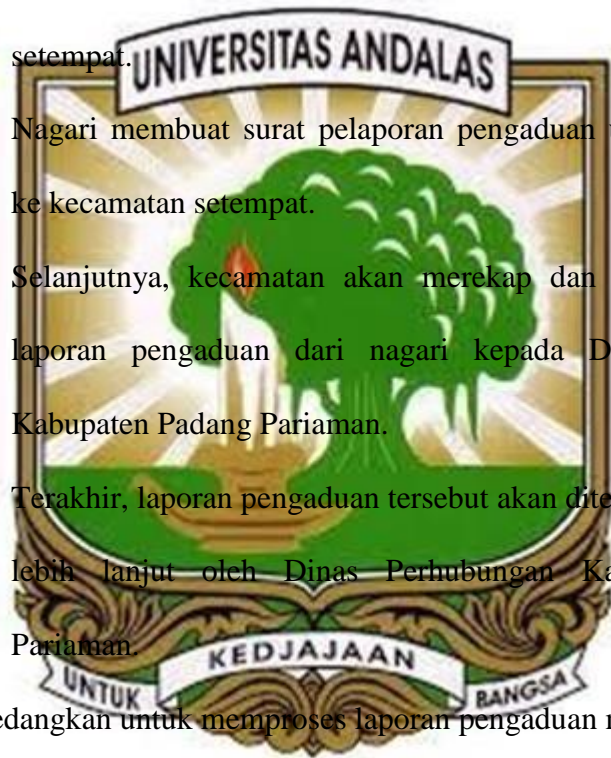 UNIVERSITAS ANDALAS
setempat.
Nagari membuat surat pelaporan pengaduan
ke kecamatan setempat.
Selanjutnya, kecamatan akan merekap dan
laporan pengaduan dari nagari kepada
Kabupaten Padang Pariaman.
Terakhir, laporan pengaduan tersebut akan
lebih lanjut oleh Dinas Perhubungan
Pariaman.
KEDJAJAAN
UNTUK BANGSA
untuk memproses laporan pengaduan